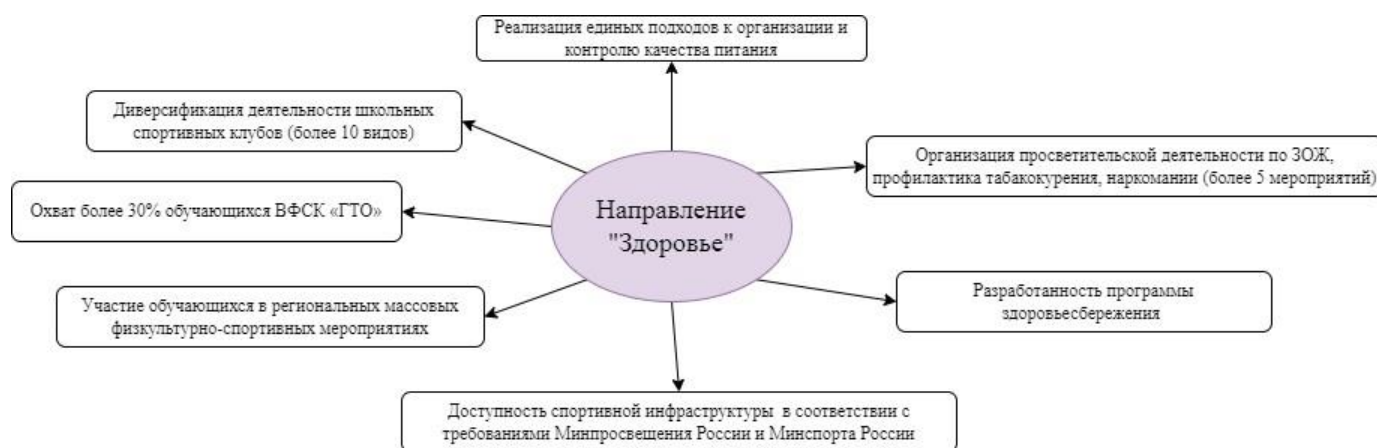 Реализация единых подходов к организации и
контролю качества питания
Диверсификация деятельности школьных
спортивных клубов (более 10 видов)
Организация просветительской деятельности по ЗОЖ,
профилактика табакокурения, наркомании (более 5 мероприятий)
Охват более 30% обучающихся ВФСК «ГТО»
Направление
"Здоровье"
Участие обучающихся в региональных массовых
физкультурно-спортивных мероприятиях
Разработанность программы
здоровьесбережения
Доступность спортивной инфраструктуры в соответствии с
требованиями Минпросвещения России и Минспорта России